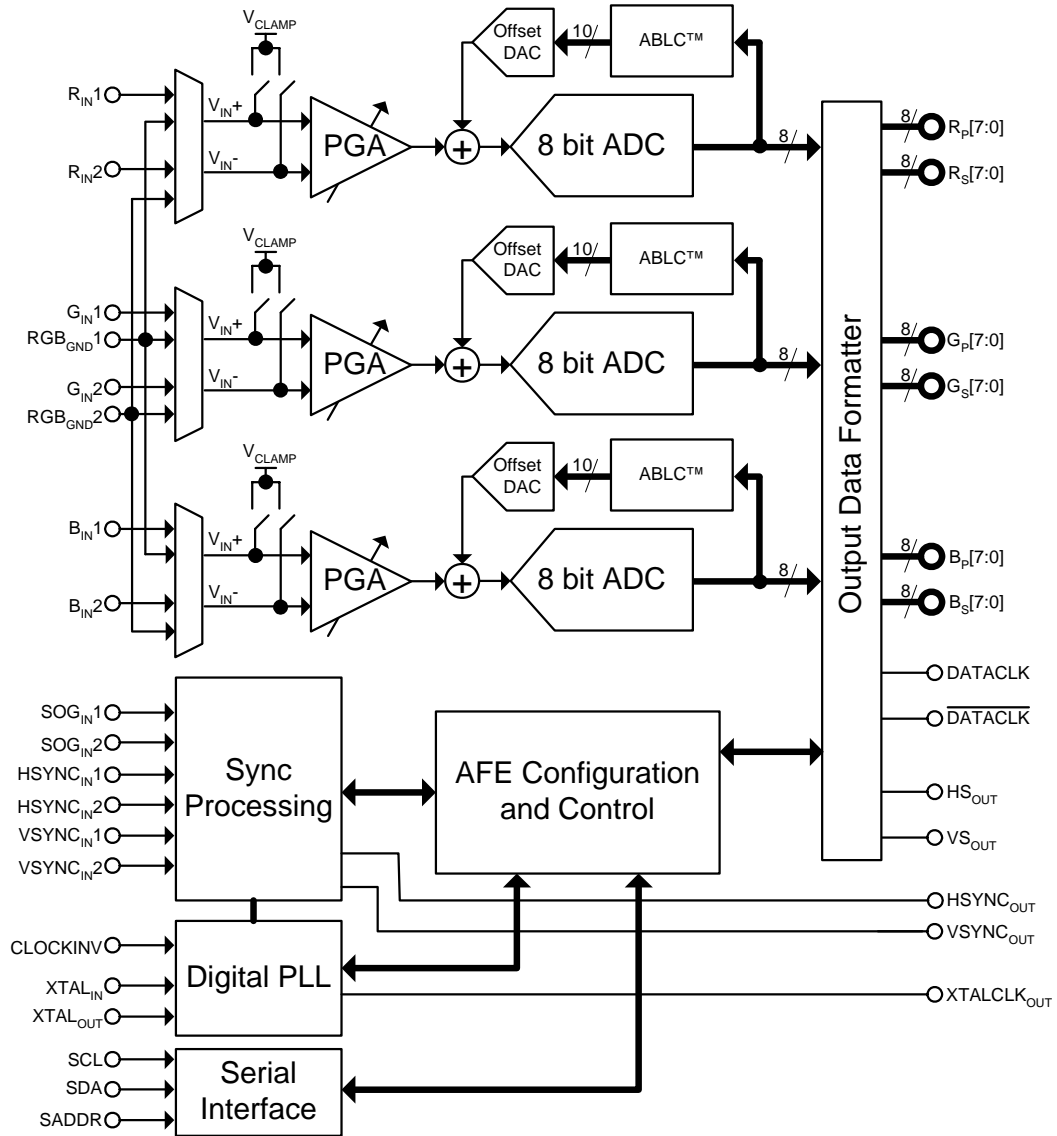 V_CLAMP
Offset DAC
10/
ABLC™
R_IN1
V_IN+
PGA
+
8 bit ADC
8/
R_IN2
V_IN-
8/
R_P[7:0]
8/
R_S[7:0]
V_CLAMP
Offset DAC
10/
ABLC™
G_IN1
RGB_GND1
V_IN+
PGA
+
8 bit ADC
8/
G_IN2
V_IN-
RGB_GND2
8/
G_P[7:0]
8/
G_S[7:0]
V_CLAMP
Offset DAC
10/
ABLC™
B_IN1
V_IN+
PGA
+
8 bit ADC
8/
B_IN2
V_IN-
8/
B_P[7:0]
8/
B_S[7:0]
Output Data Formatter
SOG_IN1
SOG_IN2
HSYNC_IN1
HSYNC_IN2
VSYNC_IN1
VSYNC_IN2
Sync
Processing
AFE Configuration
and Control
DATACLK
DATACLK
HS_OUT
VS_OUT
HSYNC_OUT
VSYNC_OUT
CLOCKINV
XTAL_IN
XTAL_OUT
Digital PLL
XTALCLK_OUT
SCL
SDA
SADDR
Serial
Interface